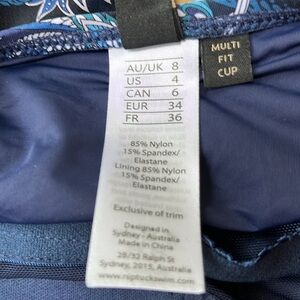 AU/UK 8
US 4
CAN 6
EUR 34
FR 36
85% Nylon
15% Spandex/
Elastane
Lining 85% Nylon
15% Spandex/
Elastane
Exclusive of trim
Designed in
Sydney - Australia
Made in China
2B/32 Ralph St
Sydney, 2015, Australia
www.rsptuckswim.com
MULTI
FIT
CUP